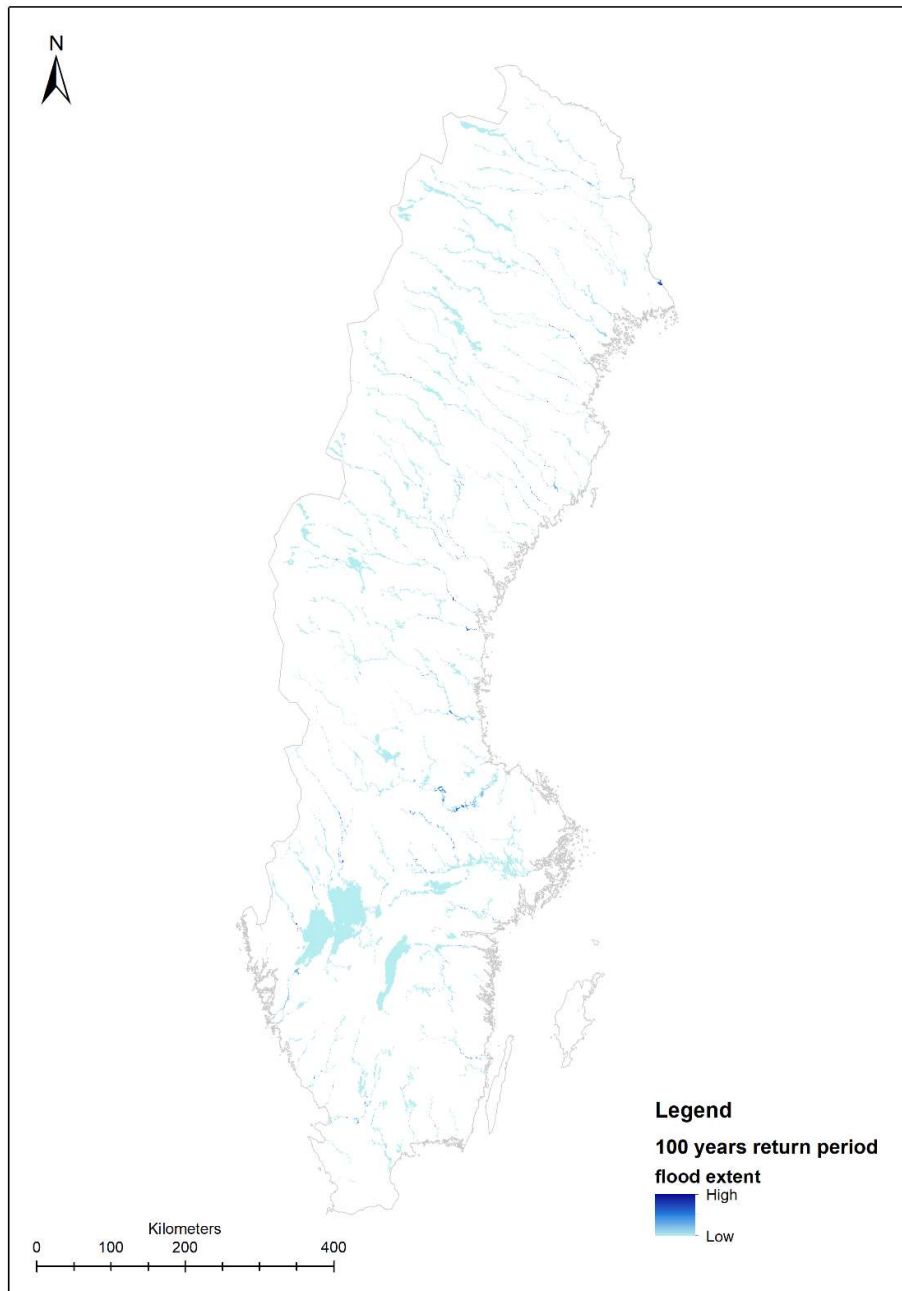 N
Legend
100 years return period
flood extent
High
Low
Kilometers
0 100 200 400